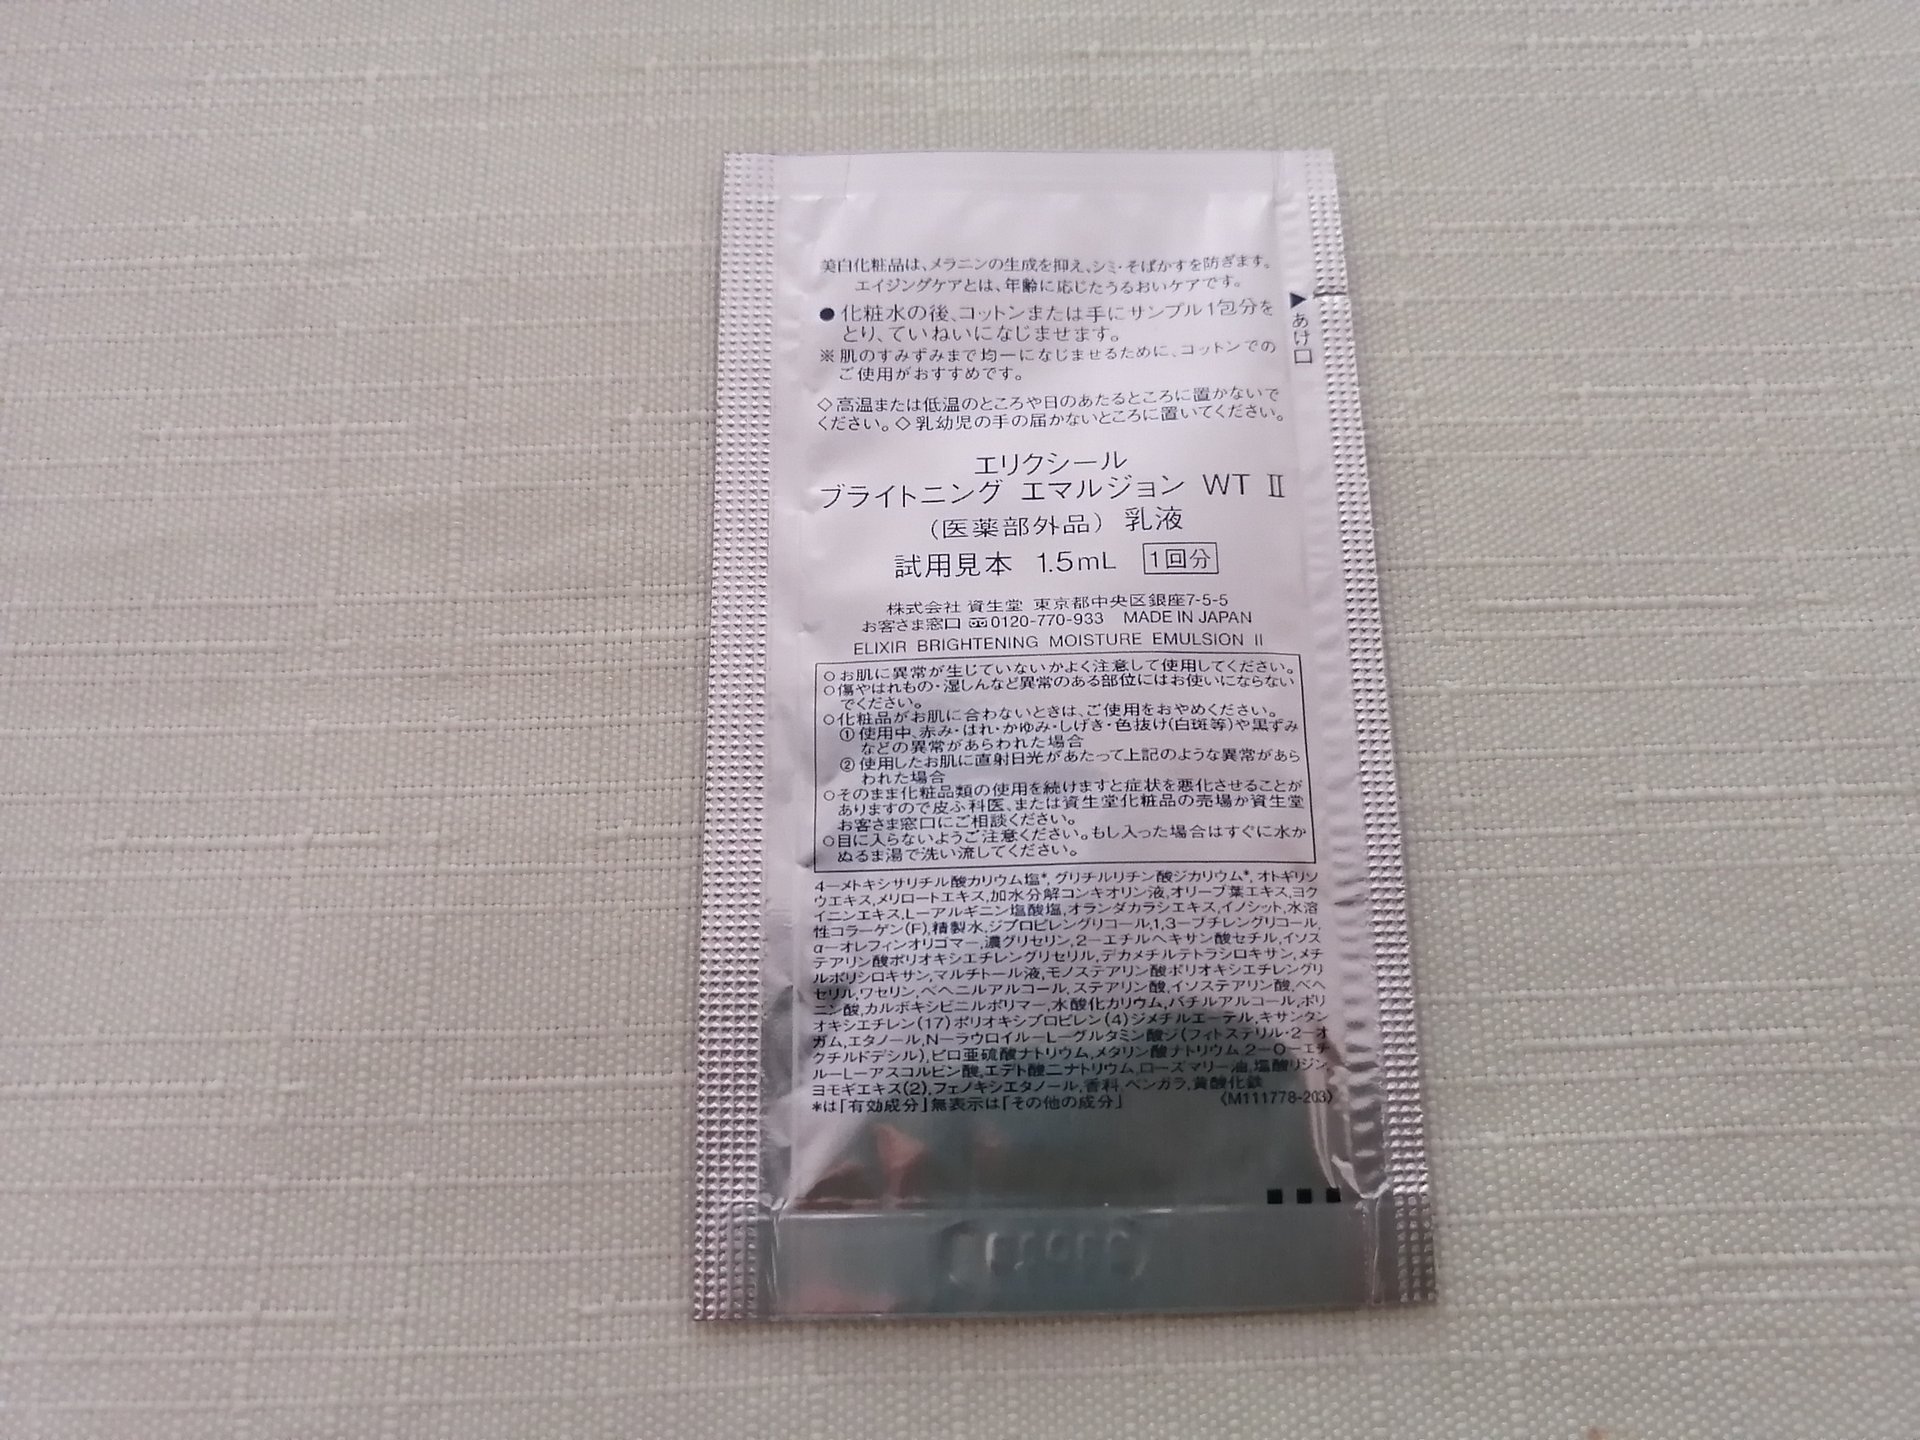 美白化粧品は、メラニンの生成を抑え、シミ・そばかすを防ぎます。
エイジングケアとは、年齢に応じたうるおいケアです。
●化粧水の後、コットンまたは手にサンプル1包分を
とり、ていねいになじませます。
※肌のすみずみまで均一になじませるために、コットンでの
ご使用がおすすめです。
▶あけ口
◇高温または低温のところや日のあたるところに置かないで
ください。◇乳幼児の手の届かないところに置いてください。
エリクシール
ブライトニング エマルジョン WT Ⅱ
(医薬部外品) 乳液
試用見本 1.5mL 1回分
株式会社 資生堂 東京都中央区銀座7-5-5
お客さま窓口 0120-770-933 MADE IN JAPAN
ELIXIR BRIGHTENING MOISTURE EMULSION II
○お肌に異常が生じていないかよく注意して使用してください。
○傷やはれもの・湿しんなど異常のある部位にはお使いにならない
でください。
○化粧品がお肌に合わないときは、ご使用をおやめください。
①使用中、赤み・はれ・かゆみ・しげき・色抜け(白斑等)や黒ずみ
などの異常があらわれた場合
②使用したお肌に直射日光があたって上記のような異常があら
われた場合
○そのまま化粧品類の使用を続けますと症状を悪化させることが
ありますので皮ふ科医、または資生堂化粧品の売場か資生堂
お客さま窓口にご相談ください。
○目に入らないようご注意ください。もし入った場合はすぐに水か
ぬるま湯で洗い流してください。
4ーメトキシサリチル酸カリウム塩*,グリチルリチン酸ジカリウム*,オトギリソ
ウエキス,メリロートエキス,加水分解コンキオリン液,オリーブ葉エキス,ヨク
イニンエキス,Lーアルギニン塩酸塩,オランダカラシエキス,イノシット,水溶
性コラーゲン(F),精製水,ジプロピレングリコール,1,3ーブチレングリコール,
αーオレフィンオリゴマー,濃グリセリン,2ーエチルヘキサン酸セチル,イソス
テアリン酸ポリオキシエチレングリセリル,デカメチルテトラシロキサン,メチ
ルポリシロキサン,マルチトール液,モノステアリン酸ポリオキシエチレングリ
セリル,ワセリン,ベヘニルアルコール,ステアリン酸,イソステアリン酸,ベヘ
ニン酸,カルボキシビニルポリマー,水酸化カリウム,バチルアルコール,ポリ
オキシエチレン(17)ポリオキシプロピレン(4)ジメチルエーテル,キサンタン
ガム,エタノール,NーラウロイルーLーグルタミン酸ジ(フィトステリル・2ーオ
クチルドデシル),ピロ亜硫酸ナトリウム,メタリン酸ナトリウム,2ーOーエチ
ルーLーアスコルビン酸,エデト酸二ナトリウム,ローズマリー油,塩酸リジン,
ヨモギエキス(2),フェノキシエタノール,香料,ベンガラ,黄酸化鉄
*は「有効成分」無表示は「その他の成分」 〈M111778-203〉